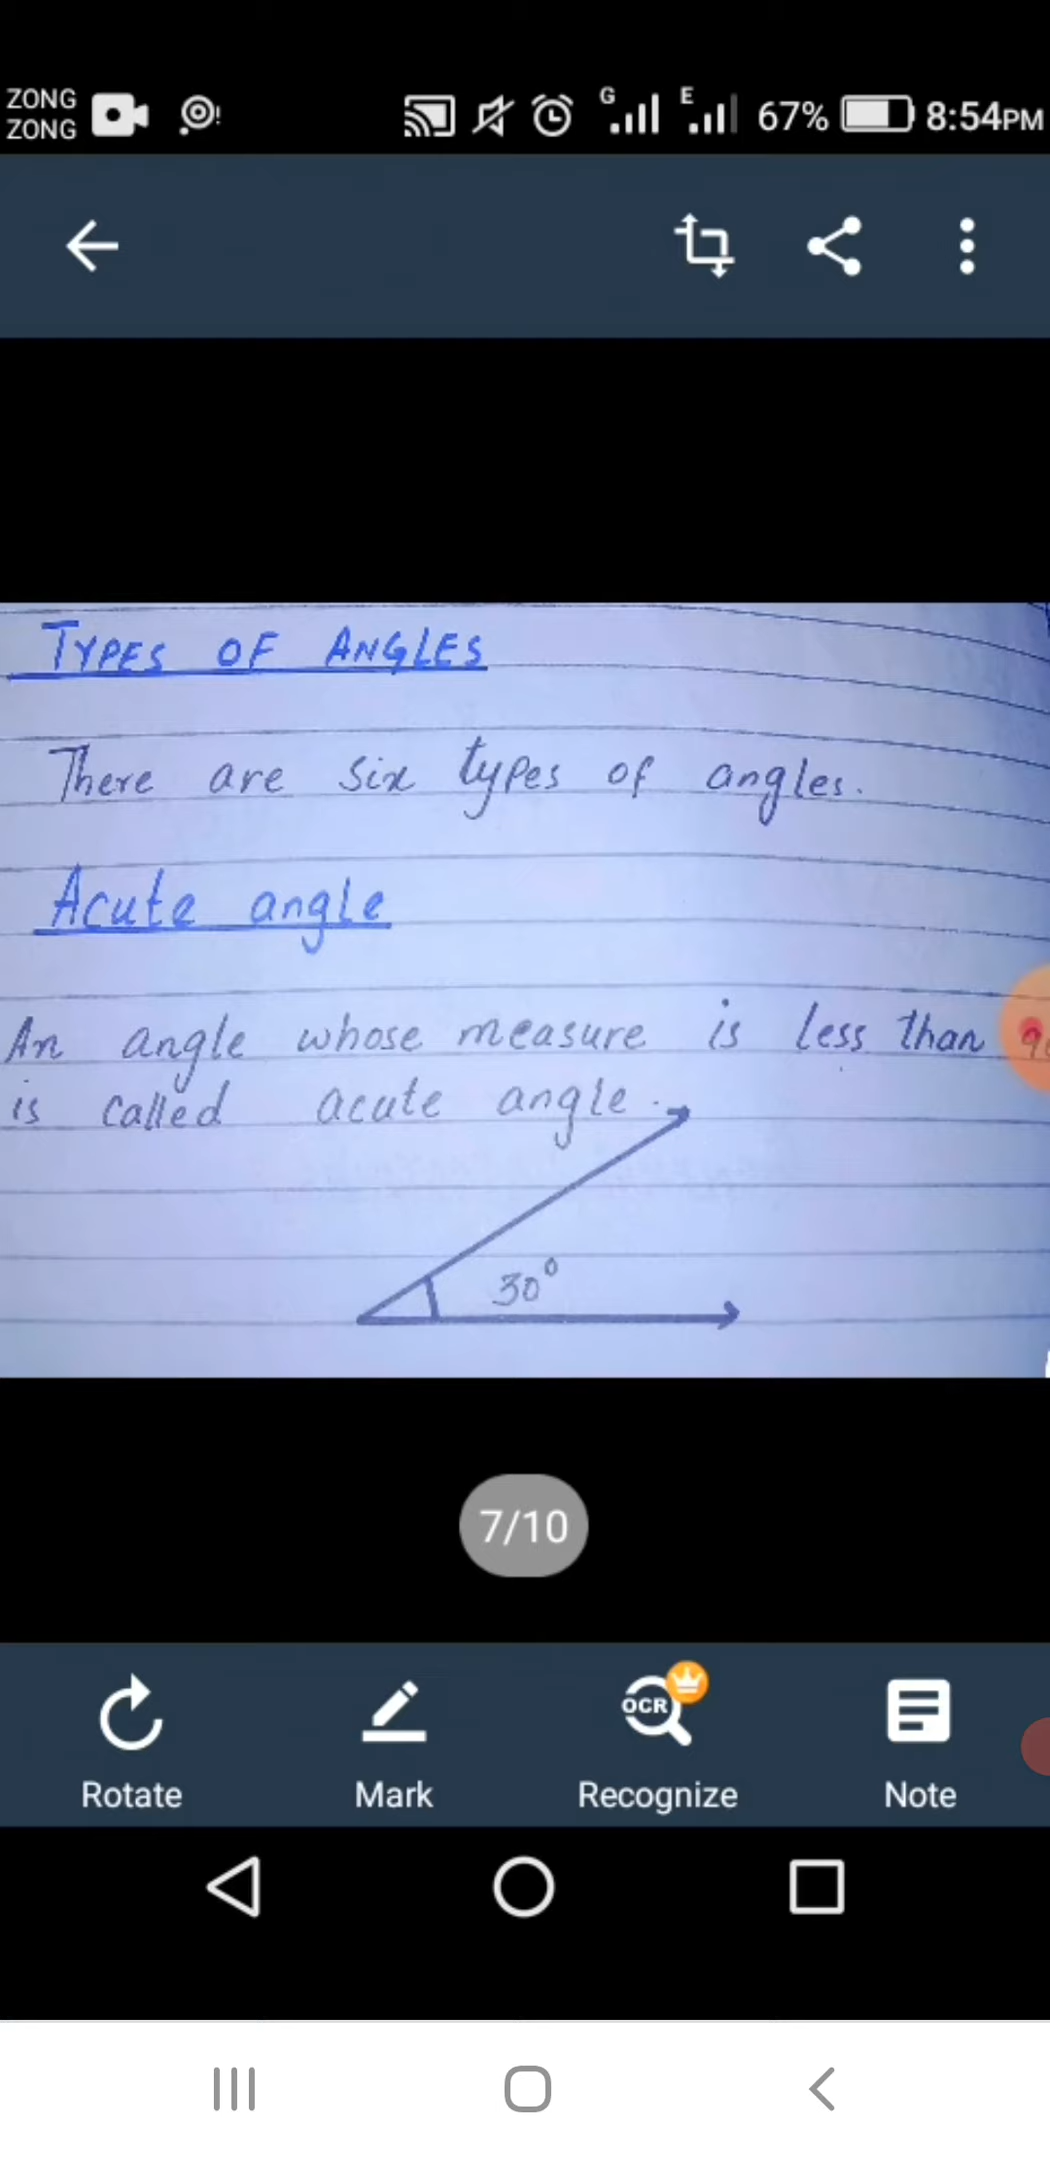 ZONG
ZONG
G E 67% 8:54PM
TYPES OF ANGLES
There are six types of angles.
Acute angle
An angle whose measure is less than
is called acute angle.
30°
7/10
OCR
Rotate Mark Recognize Note